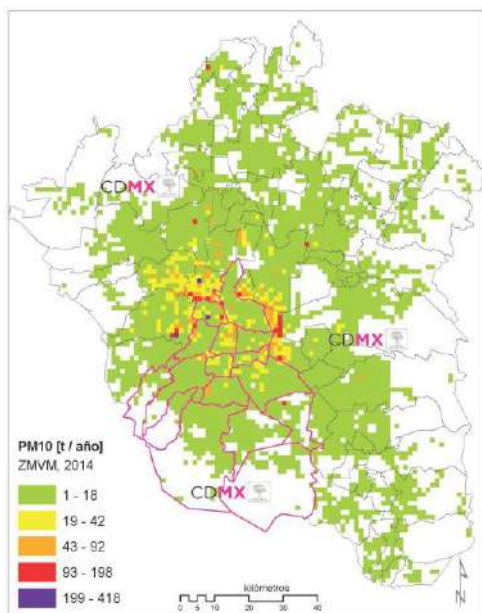 CDMX
CDMX
CDMX
PM10 [t / año]
ZMVM, 2014
1 - 18
19 - 42
43 - 92
93 - 198
199 - 418
kilómetros
0 5 10 20 30 40
N